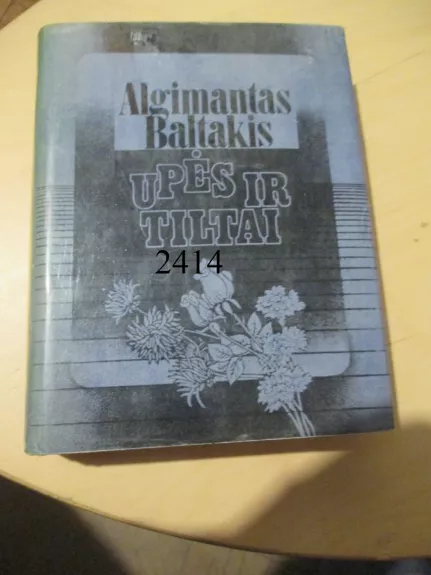 Algimantas
Baltakis
UPĖS IR
TILTAI
2414